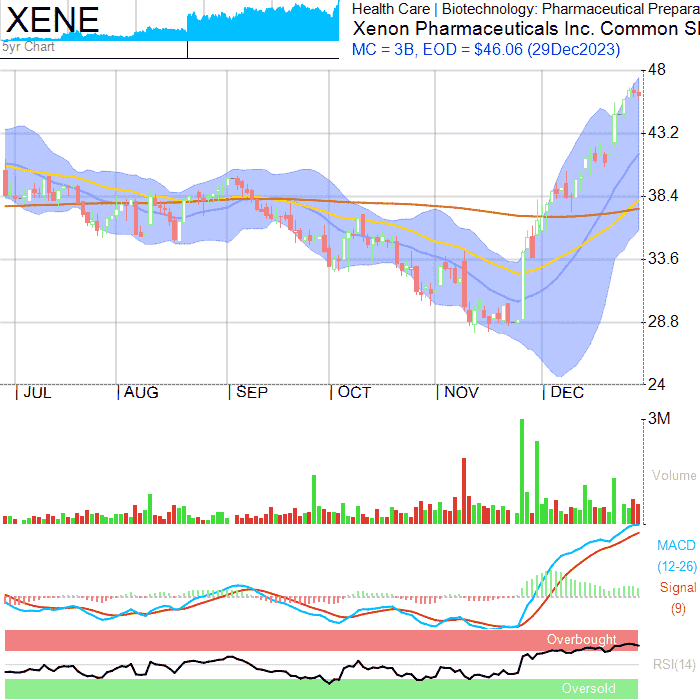 XENE
5yr Chart
Health Care | Biotechnology: Pharmaceutical Prepara
Xenon Pharmaceuticals Inc. Common
MC = 3B, EOD = $46.06 (29Dec2023)
48
43.2
38.4
33.6
28.8
24
JUL AUG SEP OCT NOV DEC
3M
Volume
MACD
(12-26)
Signal
(9)
Overbought
RSI(14)
Oversold